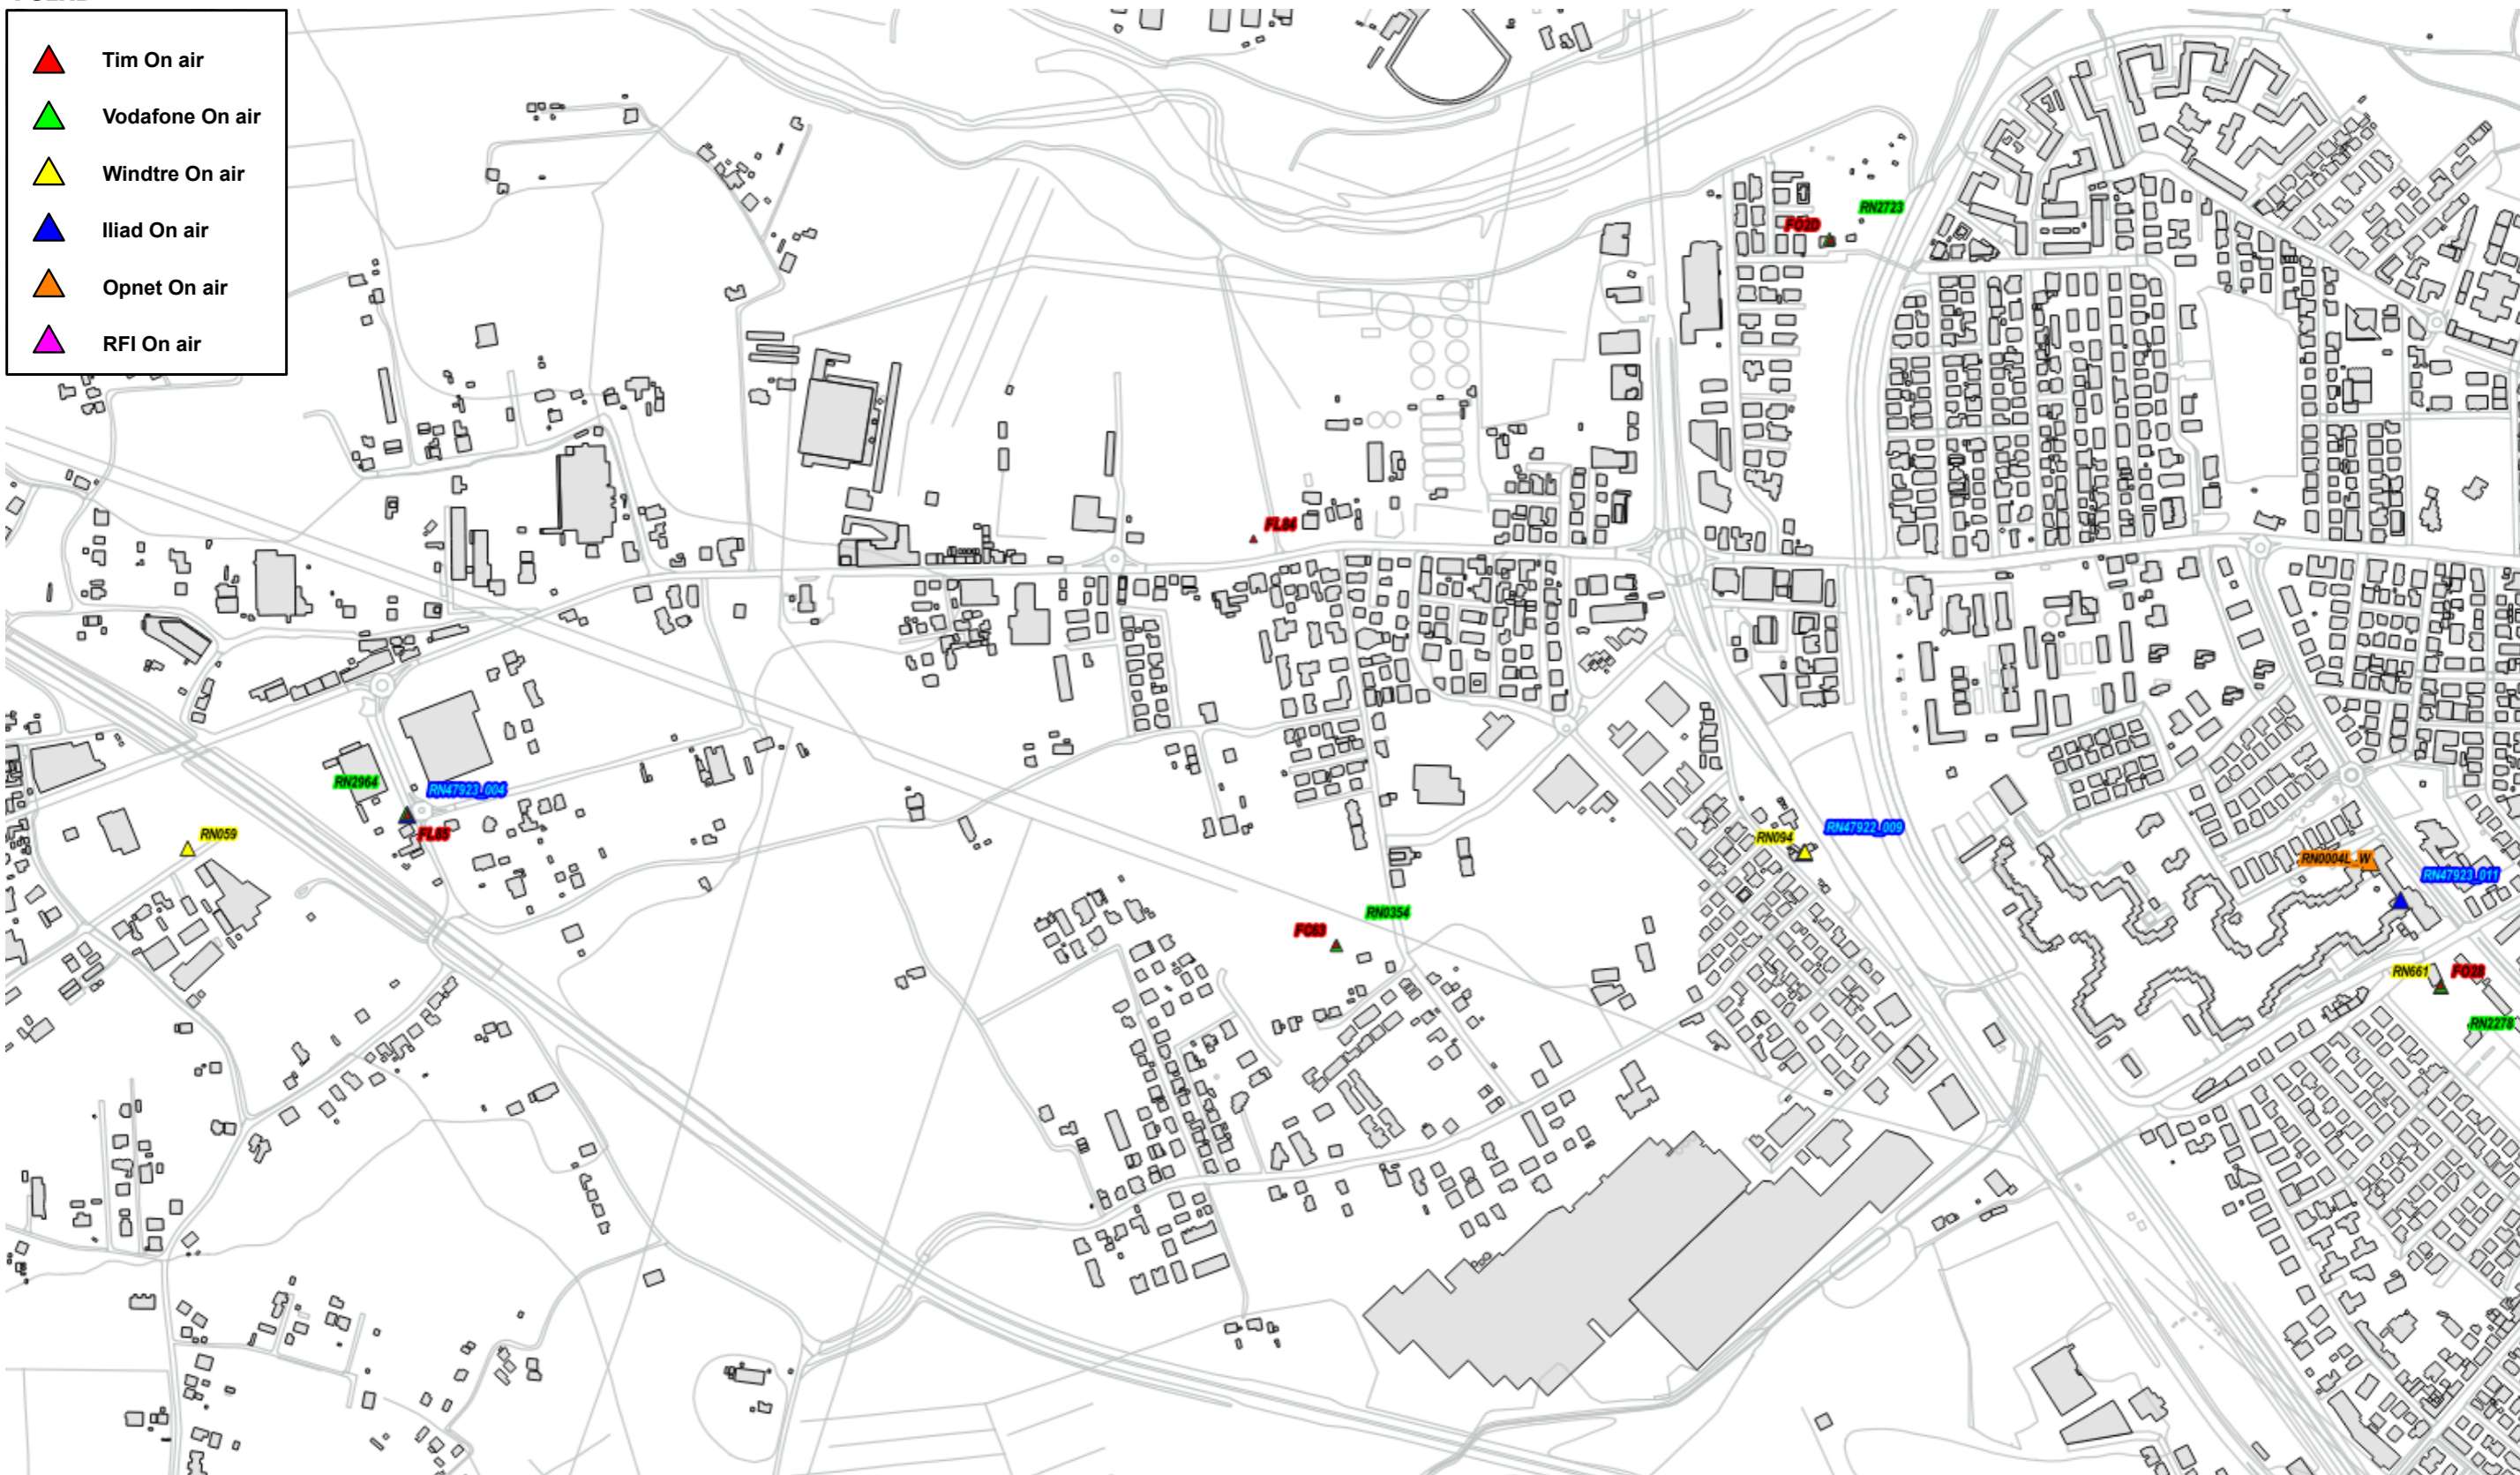 Tim On air
Vodafone On air
Windtre On air
Iliad On air
Opnet On air
RFI On air
RN2723
FO2D
FL84
RN2964
RN47923_004
FL85
RN059
RN094
RN47922_009
RN0004L_W
RN47923_011
RN0354
FC63
RN661
FO28
RN2278